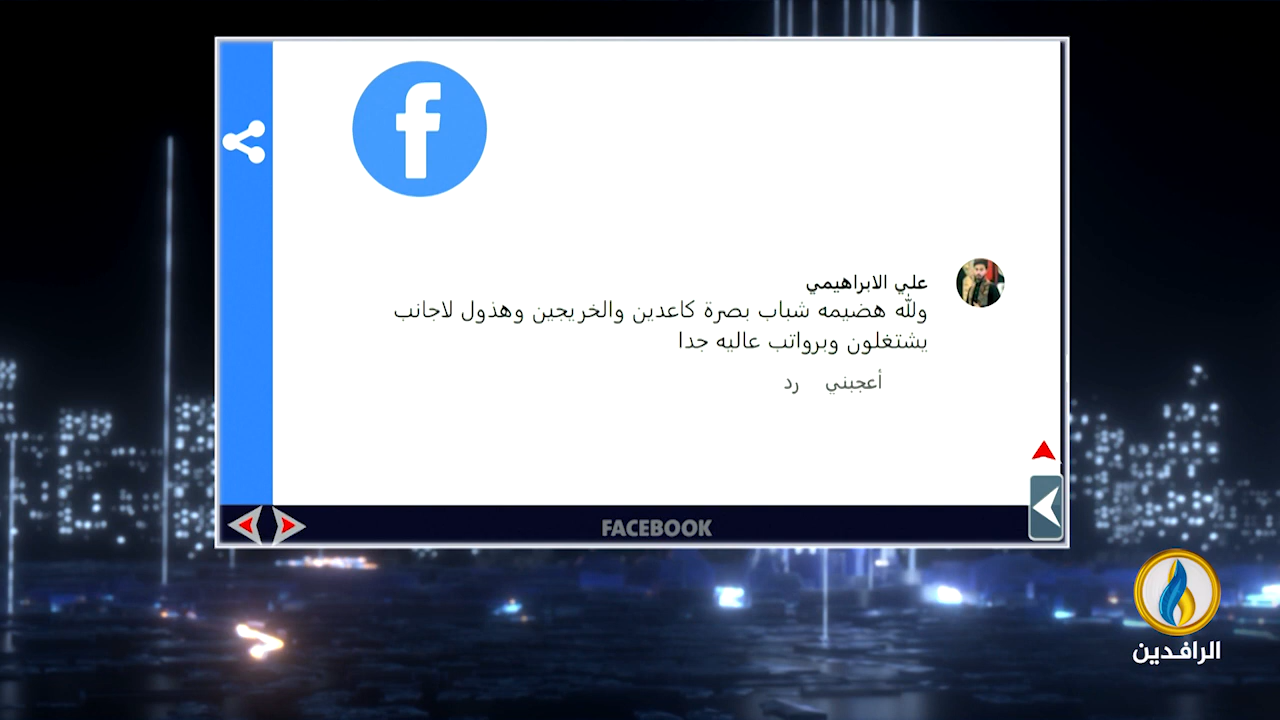 علي الابراهيمي
ولله هضيمه شباب بصرة كاعدين والخريجين وهذول لاجانب
يشتغلون وبرواتب عاليه جدا
أعجبني رد
FACEBOOK
الرافدين